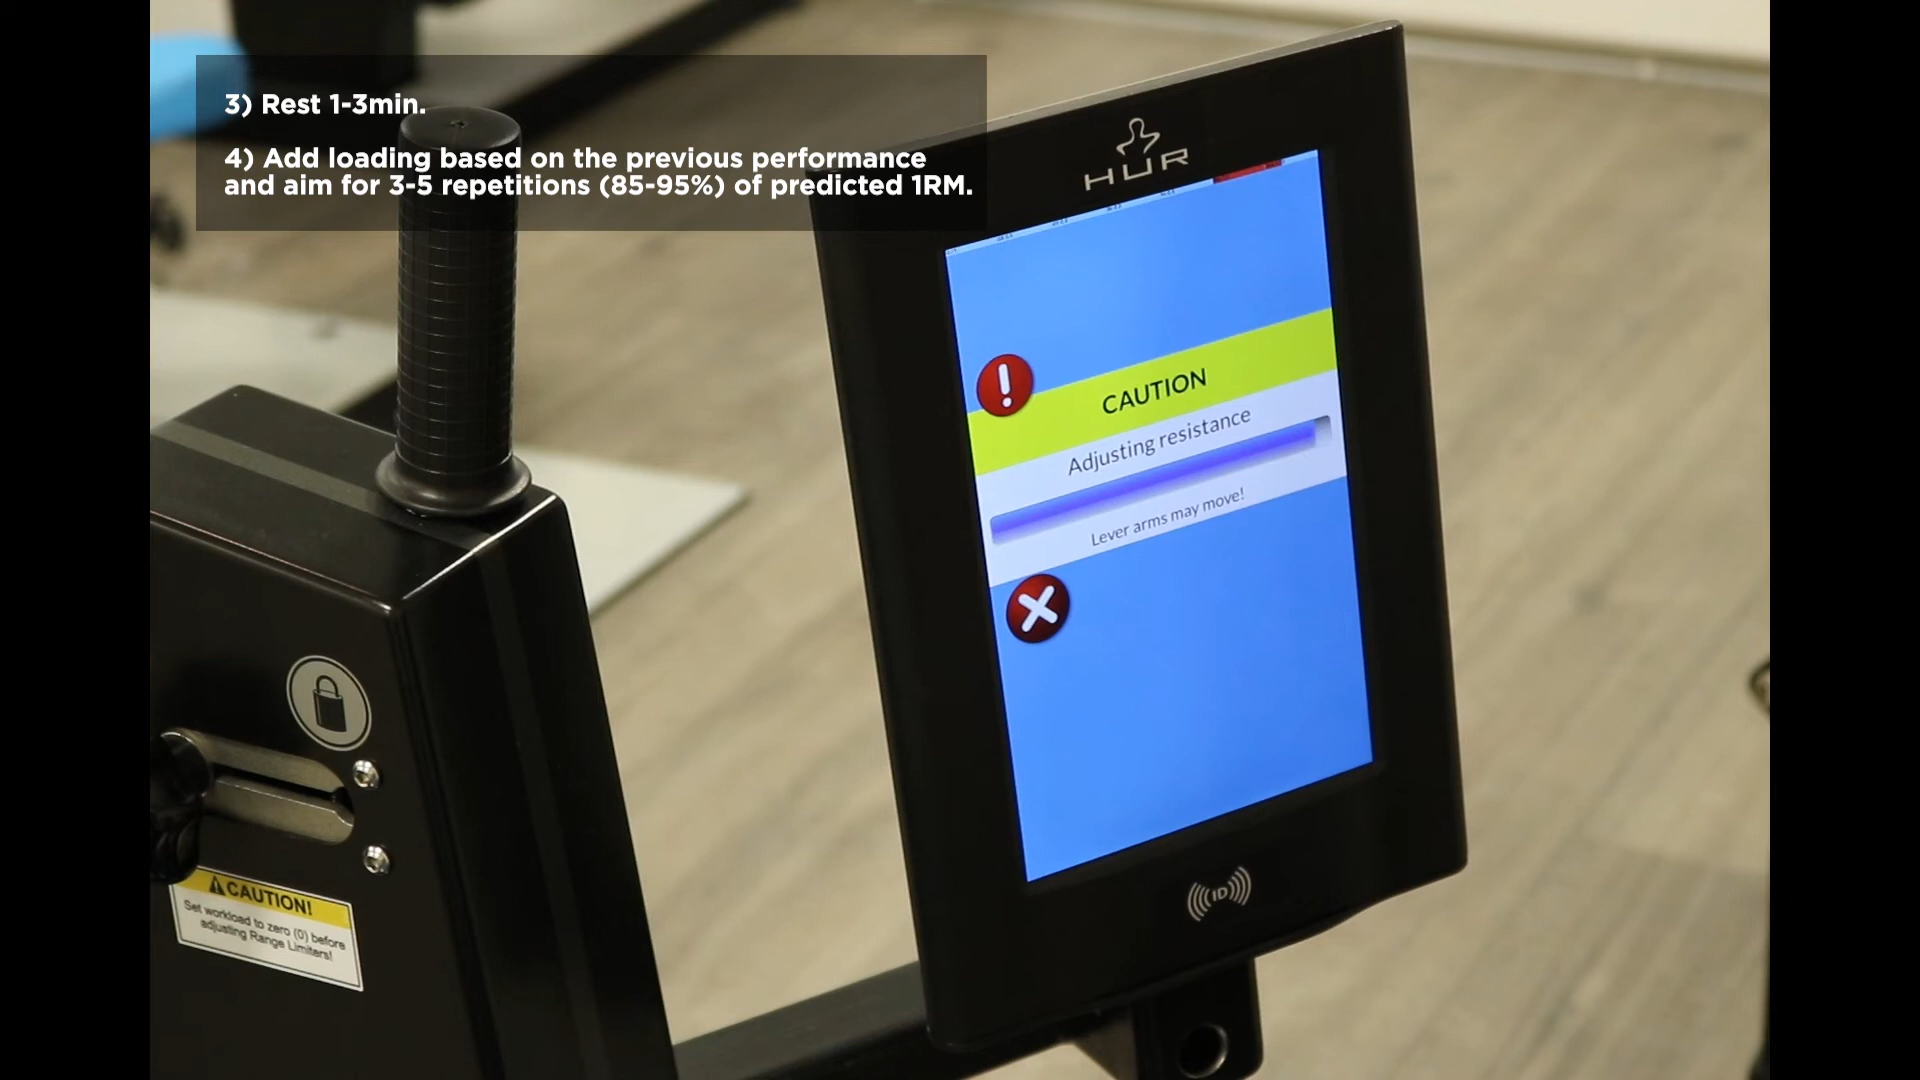 3) Rest 1-3min.
4) Add loading based on the previous performance
and aim for 3-5 repetitions (85-95%) of predicted 1RM.
HUR
CAUTION
Adjusting resistance
Lever arms may move!
ID
CAUTION!
Set workload to zero (0) before
adjusting Range Limiters!